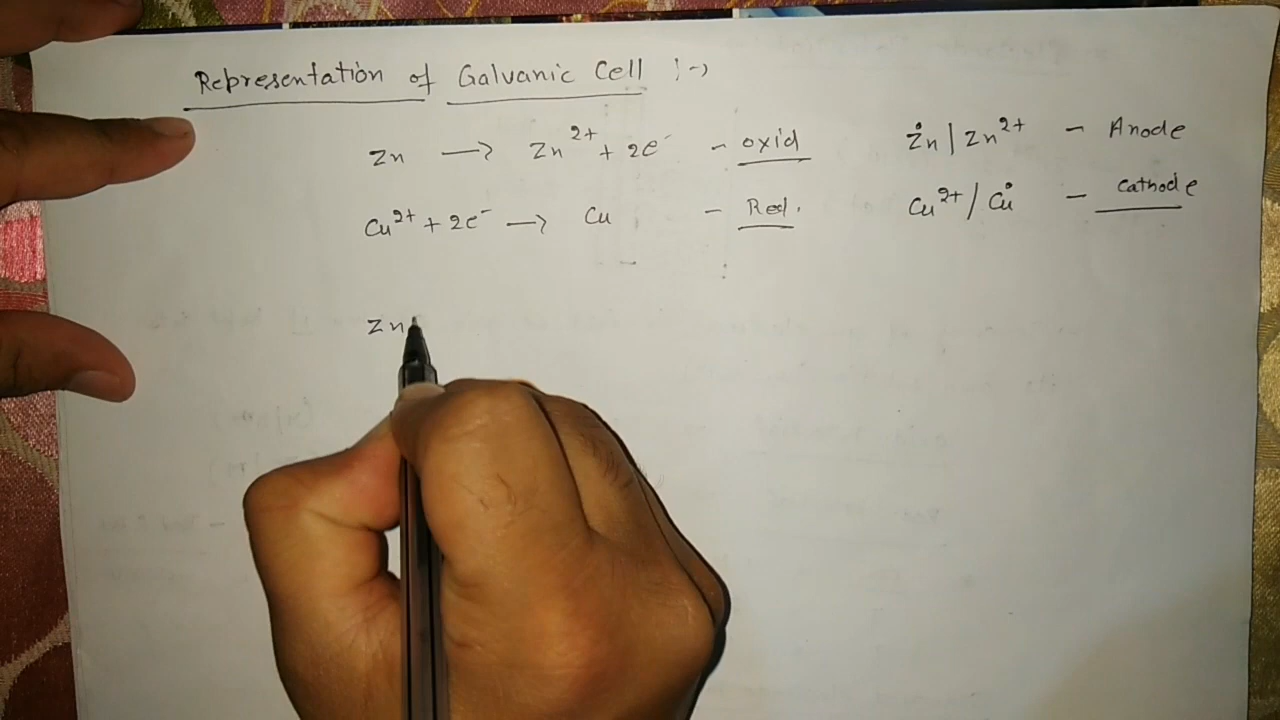 Representation of Galvanic Cell :→
Zn → Zn²⁺ + 2e⁻ - oxid Zn° | Zn²⁺ - Anode
Cu²⁺ + 2e⁻ → Cu - Red. Cu²⁺ / Cu° - Cathode
Zn